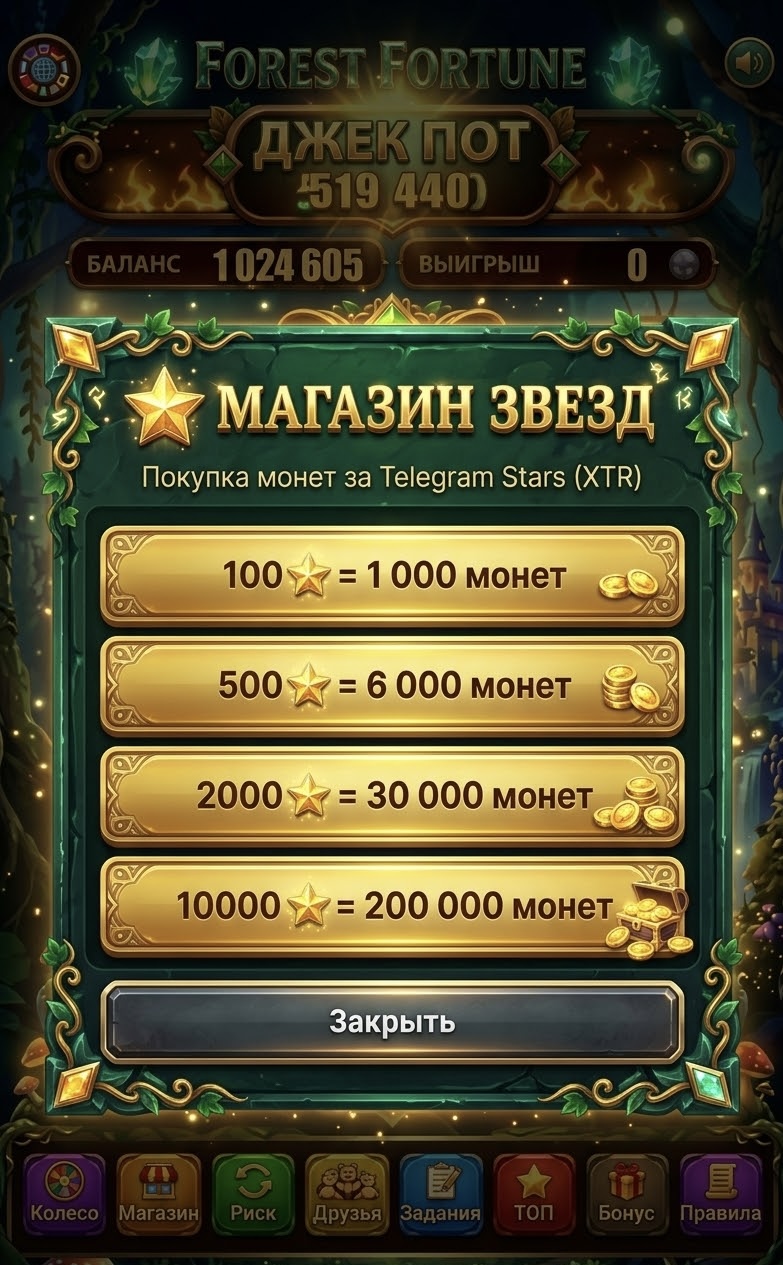 FOREST FORTUNE
ДЖЕК ПОТ
519 440)
БАЛАНС 1 024 605 ВЫИГРЫШ 0
МАГАЗИН ЗВЕЗД
Покупка монет за Telegram Stars (XTR)
100 ⭐ = 1 000 монет
500 ⭐ = 6 000 монет
2000 ⭐ = 30 000 монет
10000 ⭐ = 200 000 монет
Закрыть
Колесо Магазин Риск Друзья Задания ТОП Бонус Правила